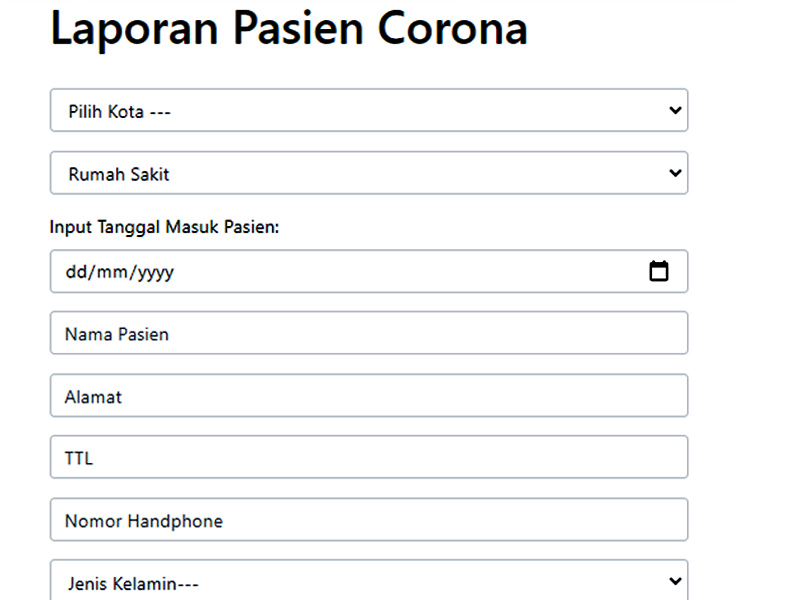 Laporan Pasien Corona
Pilih Kota ---
Rumah Sakit
Input Tanggal Masuk Pasien:
dd/mm/yyyy
Nama Pasien
Alamat
TTL
Nomor Handphone
Jenis Kelamin---